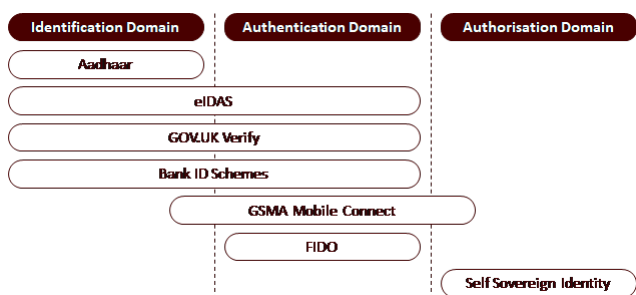 Identification Domain Authentication Domain Authorisation Domain
Aadhaar
eIDAS
GOV.UK Verify
Bank ID Schemes
GSMA Mobile Connect
FIDO
Self Sovereign Identity